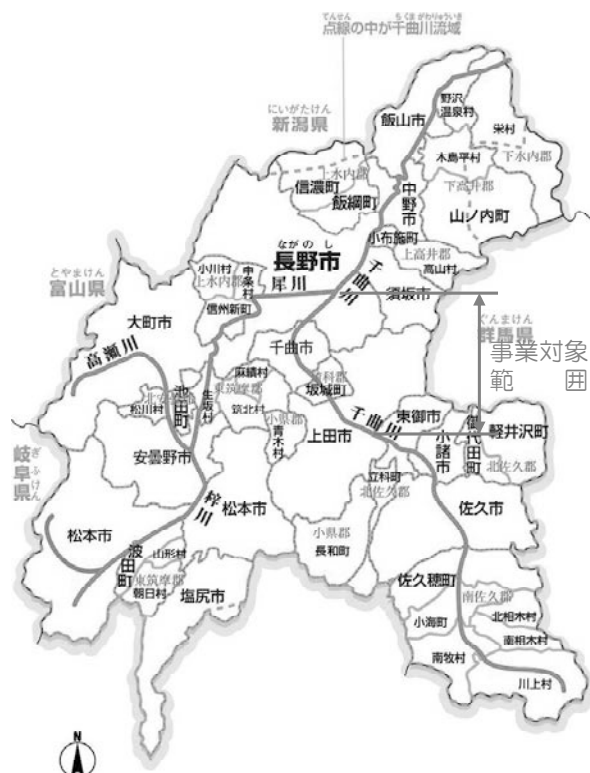 てんせん の中が ちくまがわりゅういき
点線の中が千曲川流域
にいがたけん
新潟県
飯山市
野沢
温泉村
栄村
木島平村
下水内郡
上水内郡
信濃町
飯綱町
中野市
下高井郡
山ノ内町
小布施町
上高井郡
高山村
ながの し
長野市
千曲川
小川村
上水内郡
中条村
犀川
須坂市
信州新町
とやまけん
富山県
大町市
高瀬川
ぐんまけん
群馬県
事業対象
範囲
千曲市
麻績村
東筑摩郡
筑北村
生坂村
池田町
北安曇郡
松川村
埴科郡
坂城町
小県郡
青木村
上田市
千曲川
東御市
小諸市
御代田町
軽井沢町
北佐久郡
安曇野市
ぎふけん
岐阜県
梓川
松本市
立科町
北佐久郡
佐久市
松本市
波田町
山形村
東筑摩郡
朝日村
塩尻市
小県郡
長和町
佐久穂町
南佐久郡
小海町
北相木村
南相木村
南牧村
川上村
N